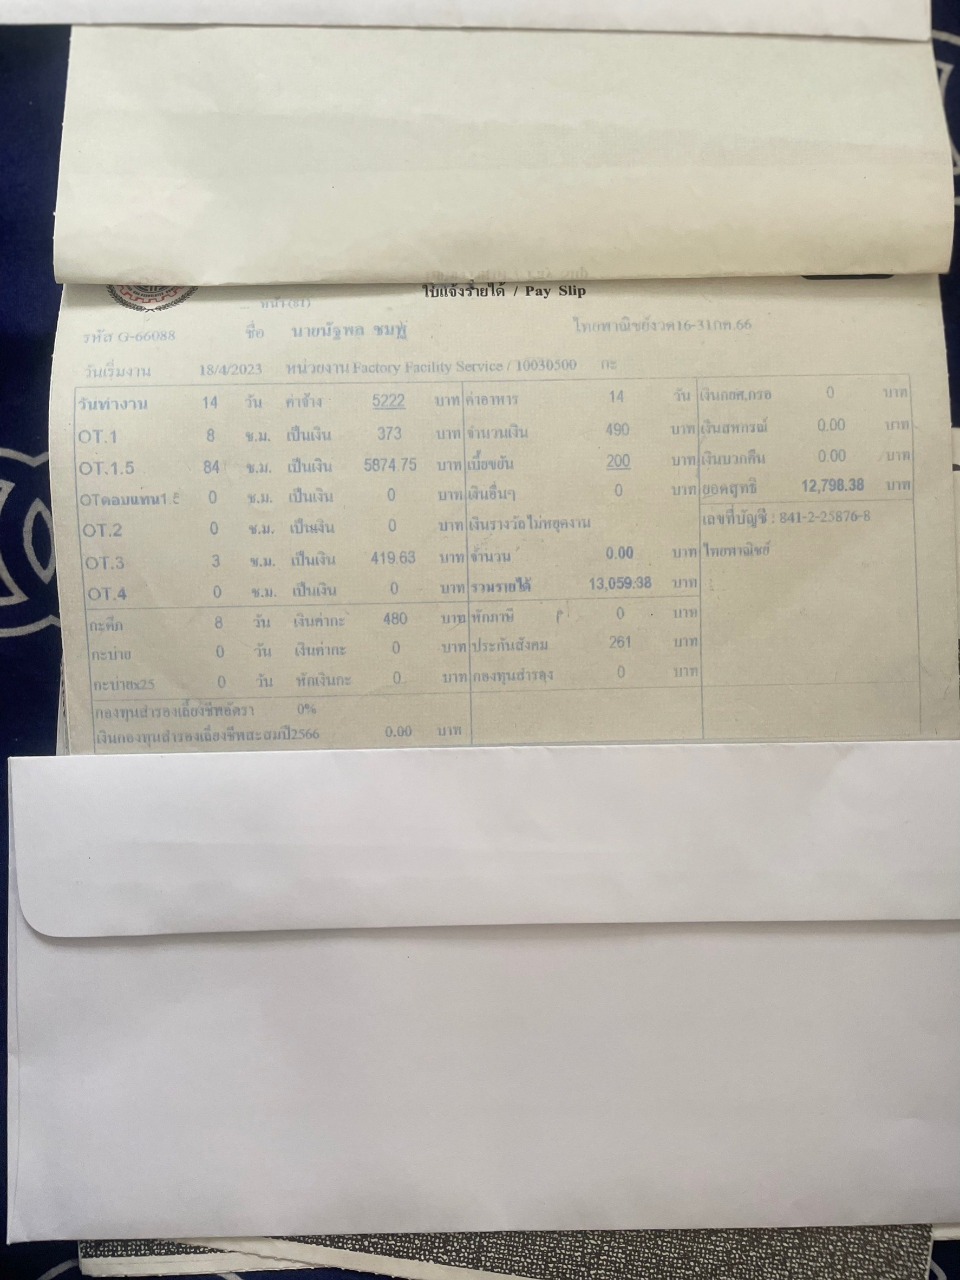 ใบแจ้งรายได้ / Pay Slip
รหัส G-66088 ชื่อ นายนัฐพล ชมพู่ ไทยพาณิชย์งวด16-31กค.66
วันเริ่มงาน 18/4/2023 หน่วยงาน Factory Facility Service / 10030500 กะ
วันทำงาน 14 วัน ค่าจ้าง 5222 บาท ค่าอาหาร 14 วัน เงินกยศ,กรอ 0 บาท
OT.1 8 ช.ม. เป็นเงิน 373 บาท จำนวนเงิน 490 บาท เงินสหกรณ์ 0.00 บาท
OT.1.5 84 ช.ม. เป็นเงิน 5874.75 บาท เบี้ยขยัน 200 บาท เงินบวกคืน 0.00 บาท
OTตอบแทน1.5 0 ช.ม. เป็นเงิน 0 บาท เงินอื่นๆ 0 บาท ยอดสุทธิ 12,798.38 บาท
OT.2 0 ช.ม. เป็นเงิน 0 บาท เงินรางวัลไม่หยุดงาน เลขที่บัญชี : 841-2-25876-8
OT.3 3 ช.ม. เป็นเงิน 419.63 บาท จำนวน 0.00 บาท ไทยพาณิชย์
OT.4 0 ช.ม. เป็นเงิน 0 บาท รวมรายได้ 13,059.38 บาท
กะดึก 8 วัน เงินค่ากะ 480 บาท หักภาษี 0 บาท
กะบ่าย 0 วัน เงินค่ากะ 0 บาท ประกันสังคม 261 บาท
กะบ่ายx25 0 วัน หักเงินกะ 0 บาท กองทุนสำรอง 0 บาท
กองทุนสำรองเลี้ยงชีพอัตรา 0%
เงินกองทุนสำรองเลี้ยงชีพสะสมปี2566 0.00 บาท